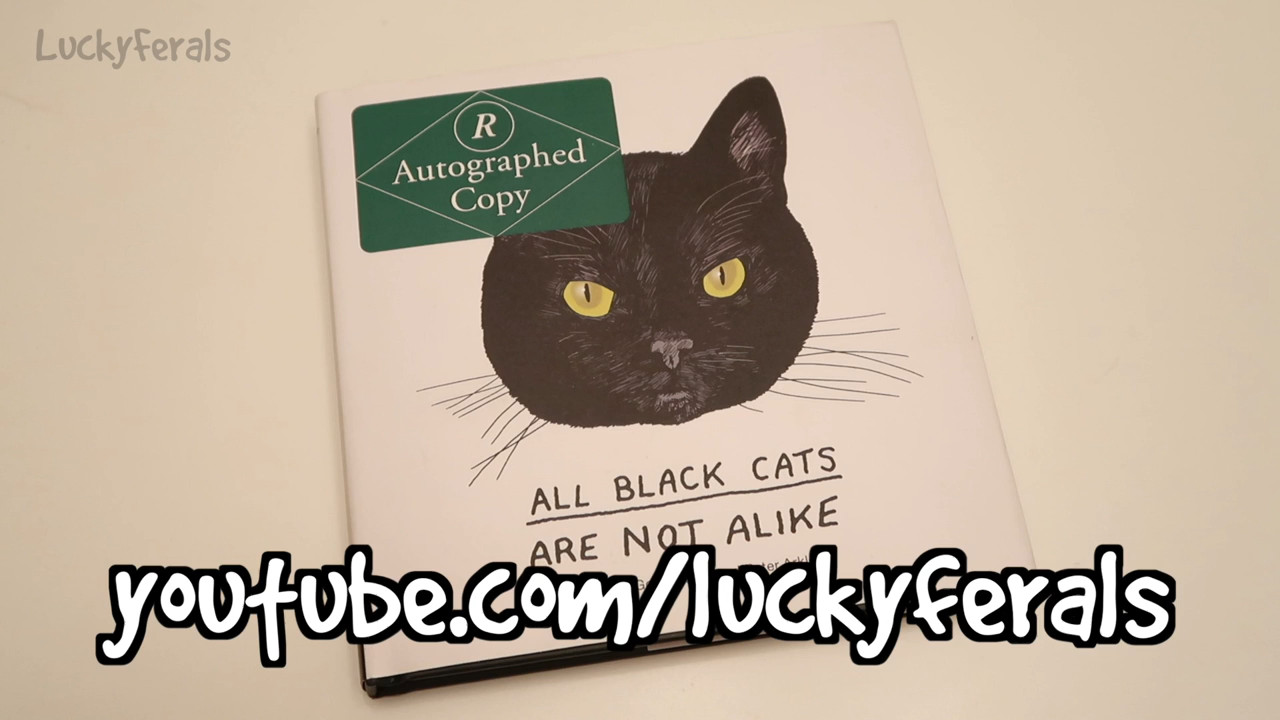 LuckyFerals
R
Autographed
Copy
ALL BLACK CATS
ARE NOT ALIKE
youtube.com/luckyferals